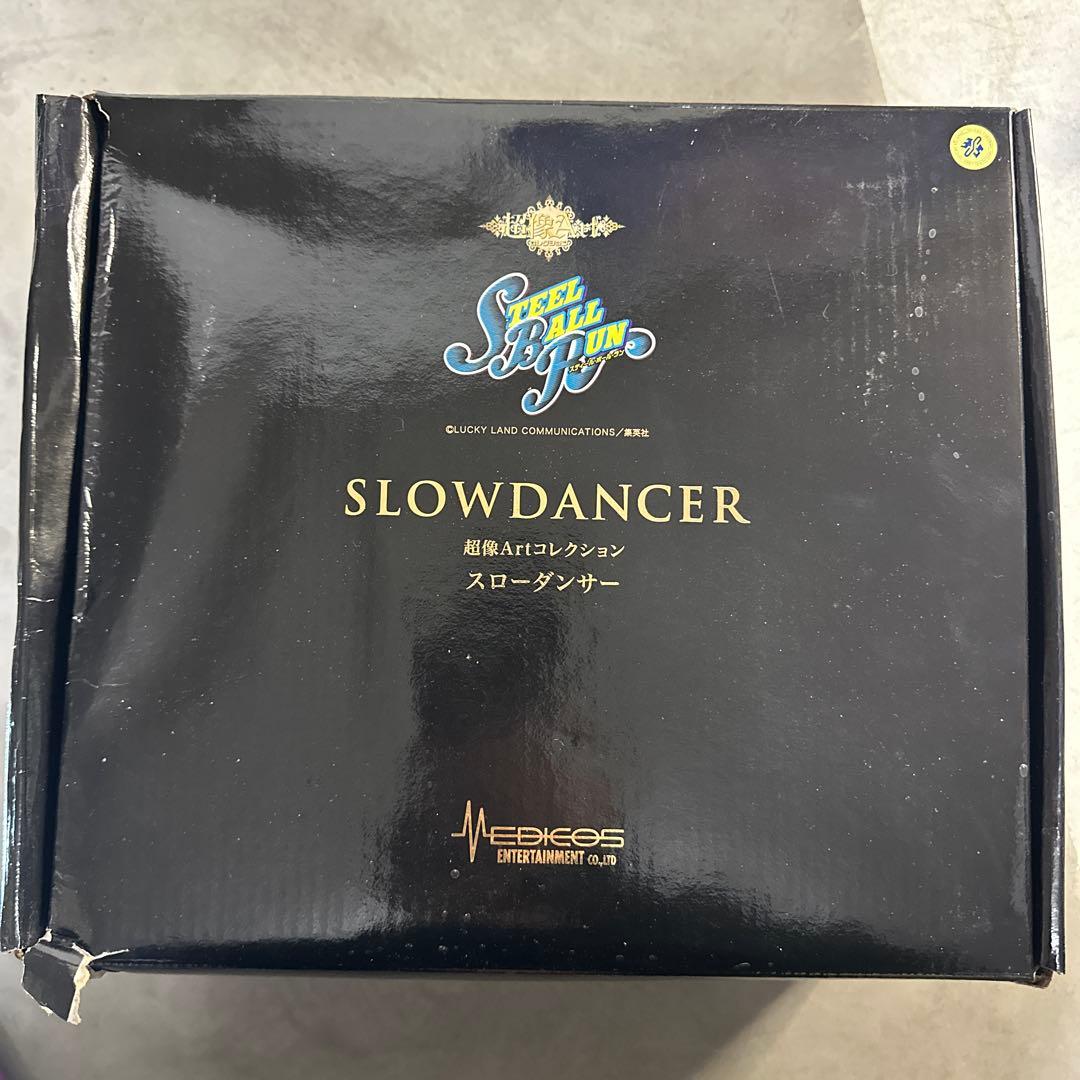 超像Art
コレクション
STEEL
BALL
RUN
スティール・ボール・ラン
©LUCKY LAND COMMUNICATIONS／集英社
SLOWDANCER
超像Artコレクション
スローダンサー
MEDICOS
ENTERTAINMENT CO.,LTD